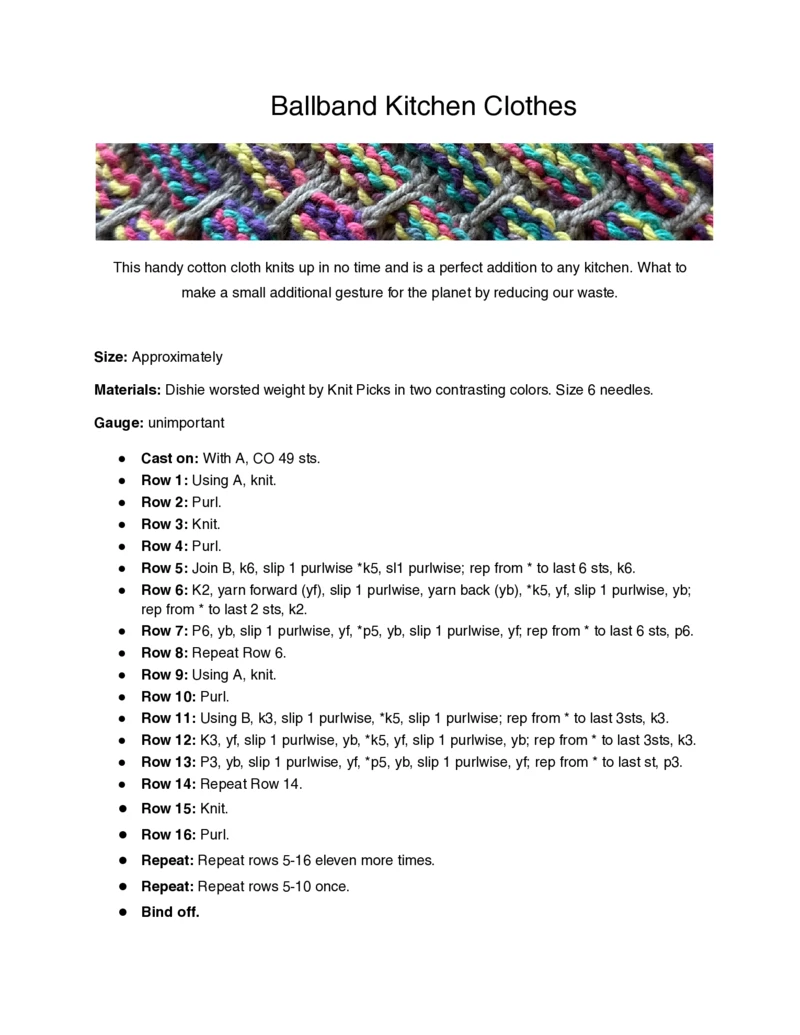 Ballband Kitchen Clothes
This handy cotton cloth knits up in no time and is a perfect addition to any kitchen. What to
make a small additional gesture for the planet by reducing our waste.
Size: Approximately
Materials: Dishie worsted weight by Knit Picks in two contrasting colors. Size 6 needles.
Gauge: unimportant
● Cast on: With A, CO 49 sts.
● Row 1: Using A, knit.
● Row 2: Purl.
● Row 3: Knit.
● Row 4: Purl.
● Row 5: Join B, k6, slip 1 purlwise *k5, sl1 purlwise; rep from * to last 6 sts, k6.
● Row 6: K2, yarn forward (yf), slip 1 purlwise, yarn back (yb), *k5, yf, slip 1 purlwise, yb;
rep from * to last 2 sts, k2.
● Row 7: P6, yb, slip 1 purlwise, yf, *p5, yb, slip 1 purlwise, yf; rep from * to last 6 sts, p6.
● Row 8: Repeat Row 6.
● Row 9: Using A, knit.
● Row 10: Purl.
● Row 11: Using B, k3, slip 1 purlwise, *k5, slip 1 purlwise; rep from * to last 3sts, k3.
● Row 12: K3, yf, slip 1 purlwise, yb, *k5, yf, slip 1 purlwise, yb; rep from * to last 3sts, k3.
● Row 13: P3, yb, slip 1 purlwise, yf, *p5, yb, slip 1 purlwise, yf; rep from * to last st, p3.
● Row 14: Repeat Row 14.
● Row 15: Knit.
● Row 16: Purl.
● Repeat: Repeat rows 5-16 eleven more times.
● Repeat: Repeat rows 5-10 once.
● Bind off.